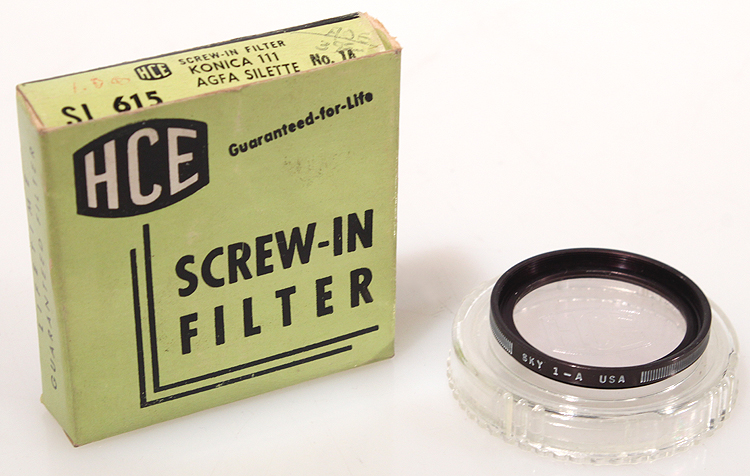 HCE
SCREW-IN FILTER
KONICA 111
AGFA SILETTE
No. 1A
SL 615
HCE
Guaranteed-for-Life
SCREW-IN
FILTER
SKY 1-A USA